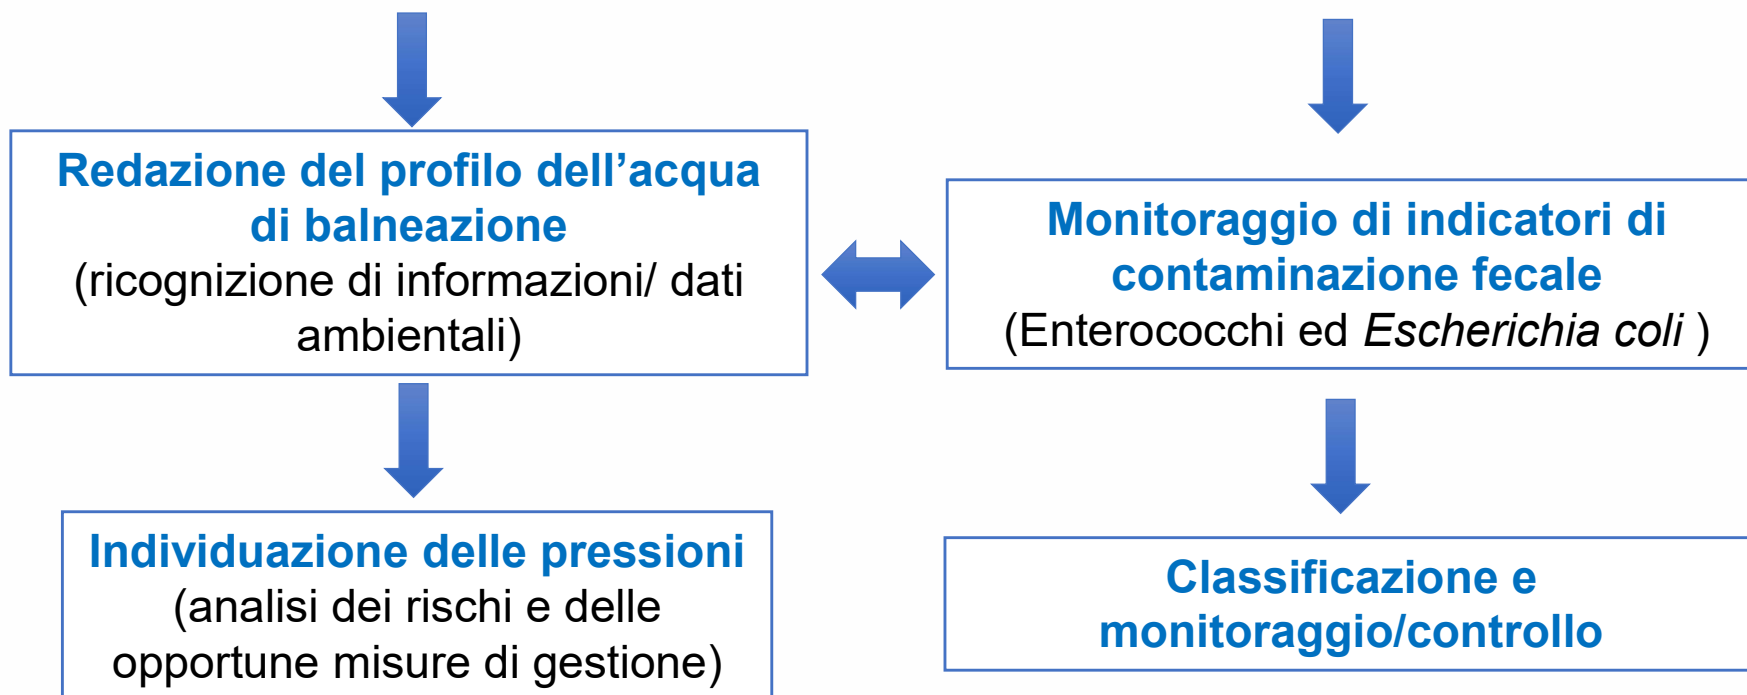 Redazione del profilo dell’acqua
di balneazione
(ricognizione di informazioni/ dati
ambientali)
Monitoraggio di indicatori di
contaminazione fecale
(Enterococchi ed Escherichia coli )
Individuazione delle pressioni
(analisi dei rischi e delle
opportune misure di gestione)
Classificazione e
monitoraggio/controllo